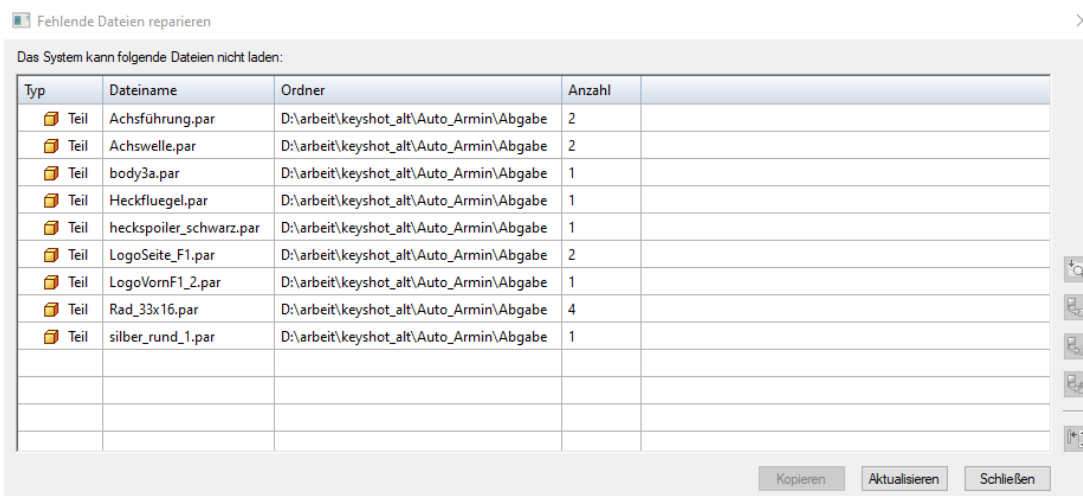 Fehlende Dateien reparieren
Das System kann folgende Dateien nicht laden:
Typ Dateiname Ordner Anzahl
Teil Achsführung.par D:\arbeit\keyshot_alt\Auto_Armin\Abgabe 2
Teil Achswelle.par D:\arbeit\keyshot_alt\Auto_Armin\Abgabe 2
Teil body3a.par D:\arbeit\keyshot_alt\Auto_Armin\Abgabe 1
Teil Heckfluegel.par D:\arbeit\keyshot_alt\Auto_Armin\Abgabe 1
Teil heckspoiler_schwarz.par D:\arbeit\keyshot_alt\Auto_Armin\Abgabe 1
Teil LogoSeite_F1.par D:\arbeit\keyshot_alt\Auto_Armin\Abgabe 2
Teil LogoVornF1_2.par D:\arbeit\keyshot_alt\Auto_Armin\Abgabe 1
Teil Rad_33x16.par D:\arbeit\keyshot_alt\Auto_Armin\Abgabe 4
Teil silber_rund_1.par D:\arbeit\keyshot_alt\Auto_Armin\Abgabe 1
Kopieren Aktualisieren Schließen